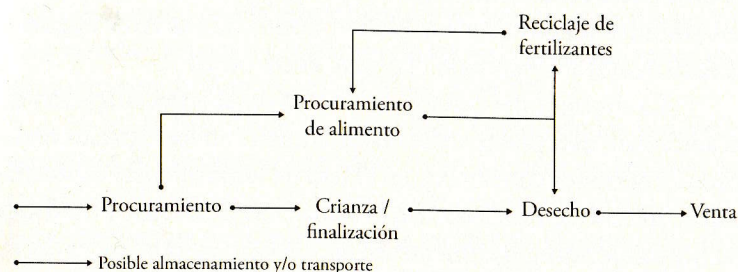 Reciclaje de
fertilizantes
Procuramiento
de alimento
Procuramiento
Crianza /
finalización
Desecho
Venta
Posible almacenamiento y/o transporte